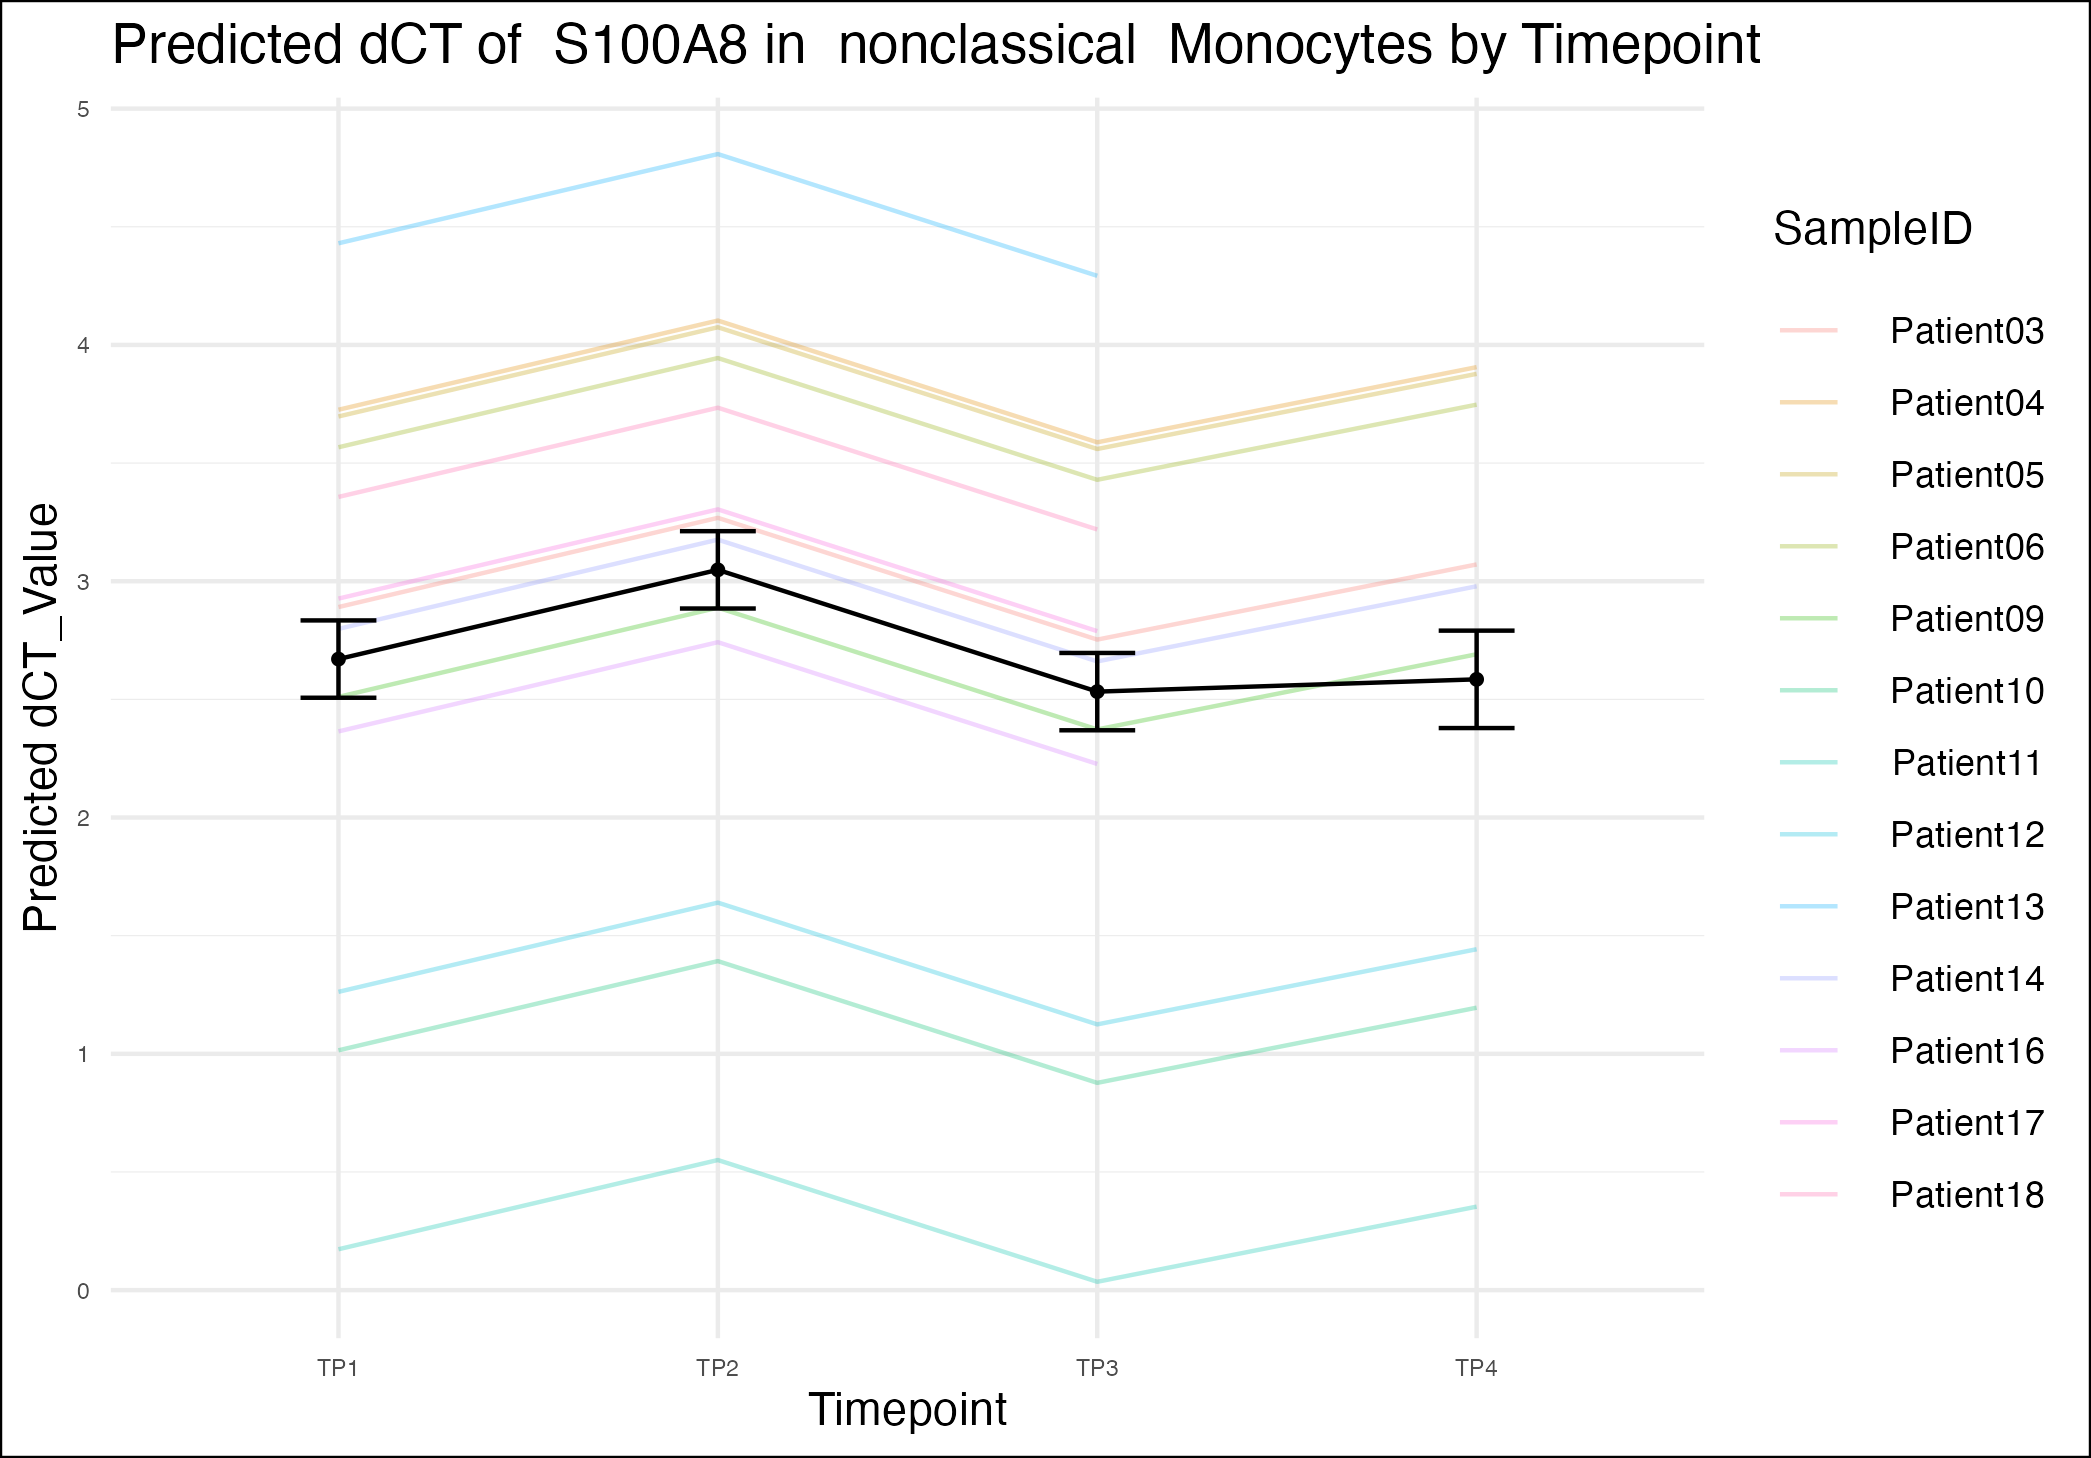 Predicted dCT of  S100A8 in  nonclassical  Monocytes by Timepoint
5
4
3
2
1
0
Predicted dCT_Value
TP1
TP2
TP3
TP4
Timepoint
SampleID
Patient03
Patient04
Patient05
Patient06
Patient09
Patient10
Patient11
Patient12
Patient13
Patient14
Patient16
Patient17
Patient18